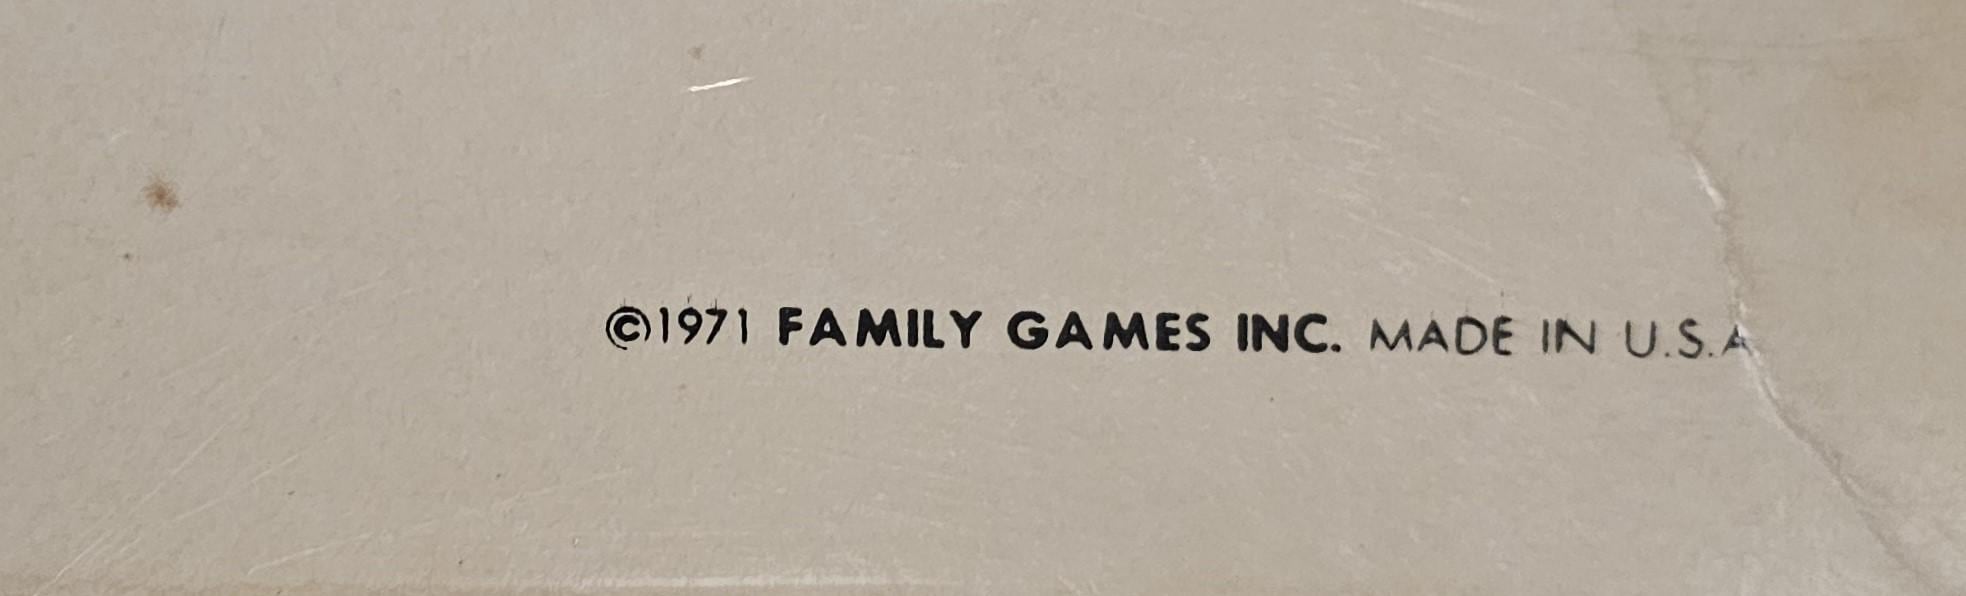 ©1971 FAMILY GAMES INC. MADE IN U.S.A